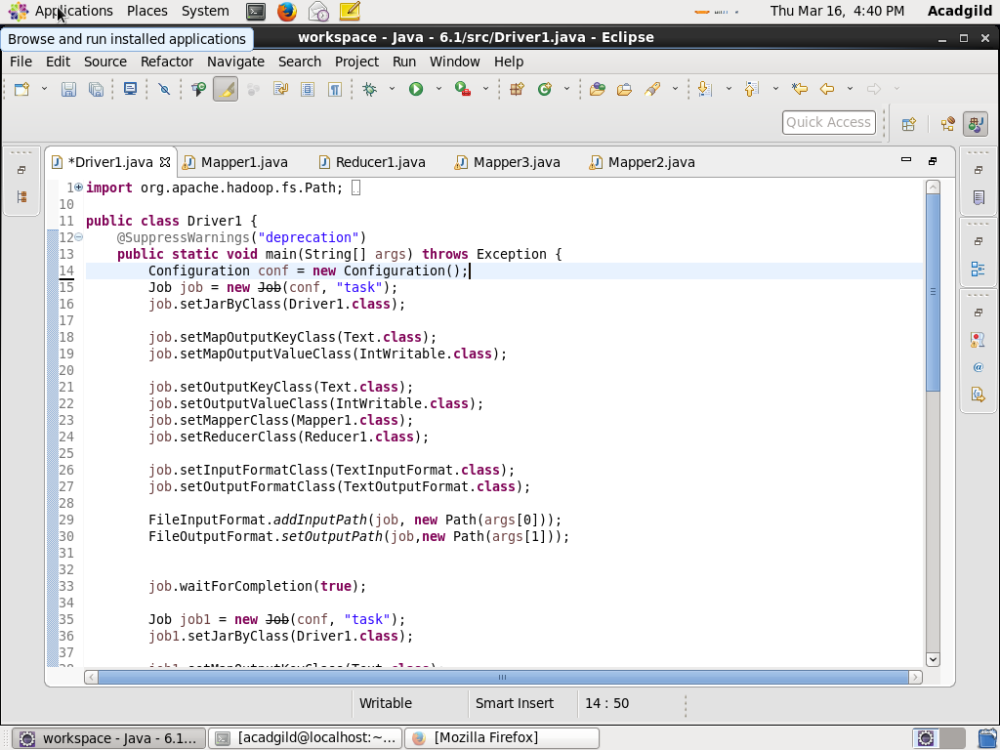 Applications Places System Thu Mar 16, 4:40 PM Acadgild
Browse and run installed applications
workspace - Java - 6.1/src/Driver1.java - Eclipse
File Edit Source Refactor Navigate Search Project Run Window Help
Quick Access
*Driver1.java Mapper1.java Reducer1.java Mapper3.java Mapper2.java
1 import org.apache.hadoop.fs.Path;
10
11 public class Driver1 {
12 @SuppressWarnings("deprecation")
13 public static void main(String[] args) throws Exception {
14 Configuration conf = new Configuration();
15 Job job = new Job(conf, "task");
16 job.setJarByClass(Driver1.class);
17
18 job.setMapOutputKeyClass(Text.class);
19 job.setMapOutputValueClass(IntWritable.class);
20
21 job.setOutputKeyClass(Text.class);
22 job.setOutputValueClass(IntWritable.class);
23 job.setMapperClass(Mapper1.class);
24 job.setReducerClass(Reducer1.class);
25
26 job.setInputFormatClass(TextInputFormat.class);
27 job.setOutputFormatClass(TextOutputFormat.class);
28
29 FileInputFormat.addInputPath(job, new Path(args[0]));
30 FileOutputFormat.setOutputPath(job,new Path(args[1]));
31
32
33 job.waitForCompletion(true);
34
35 Job job1 = new Job(conf, "task");
36 job1.setJarByClass(Driver1.class);
37
38 job1.setMapOutputKeyClass(Text.class);
Writable Smart Insert 14 : 50
workspace - Java - 6.1... [acadgild@localhost:~... [Mozilla Firefox]